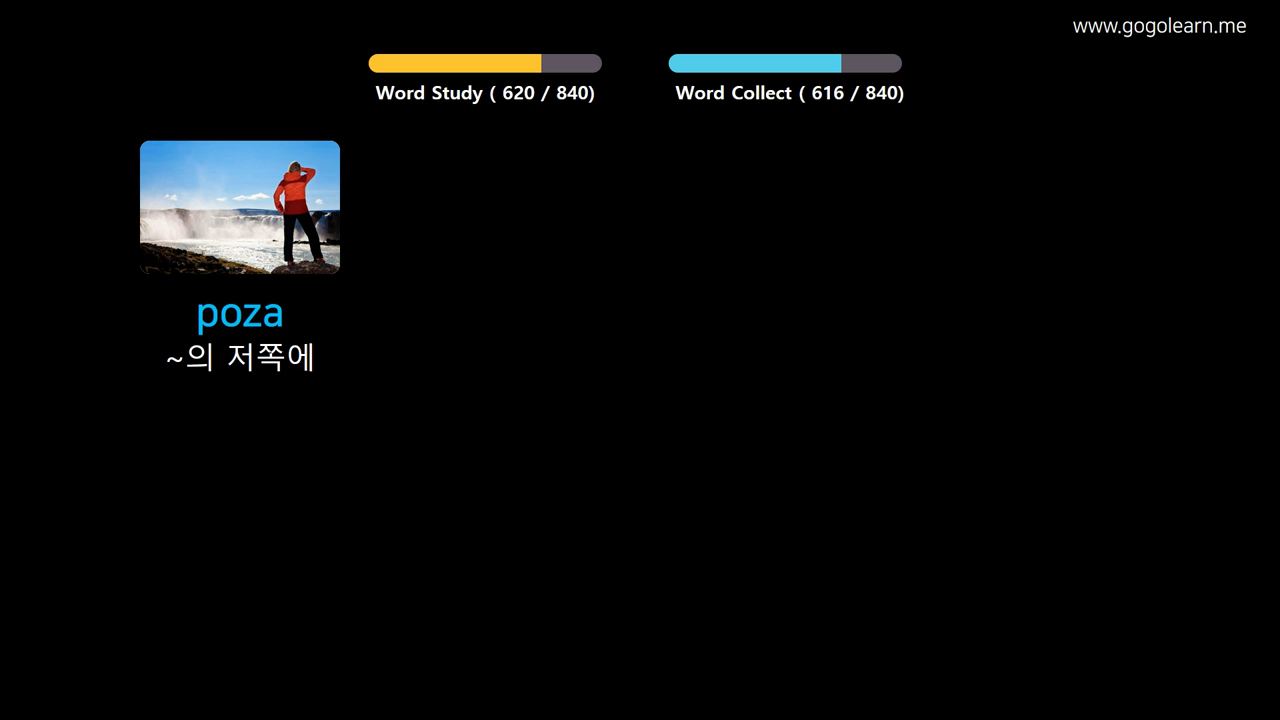 www.gogolearn.me
Word Study ( 620 / 840)
Word Collect ( 616 / 840)
poza
~의 저쪽에